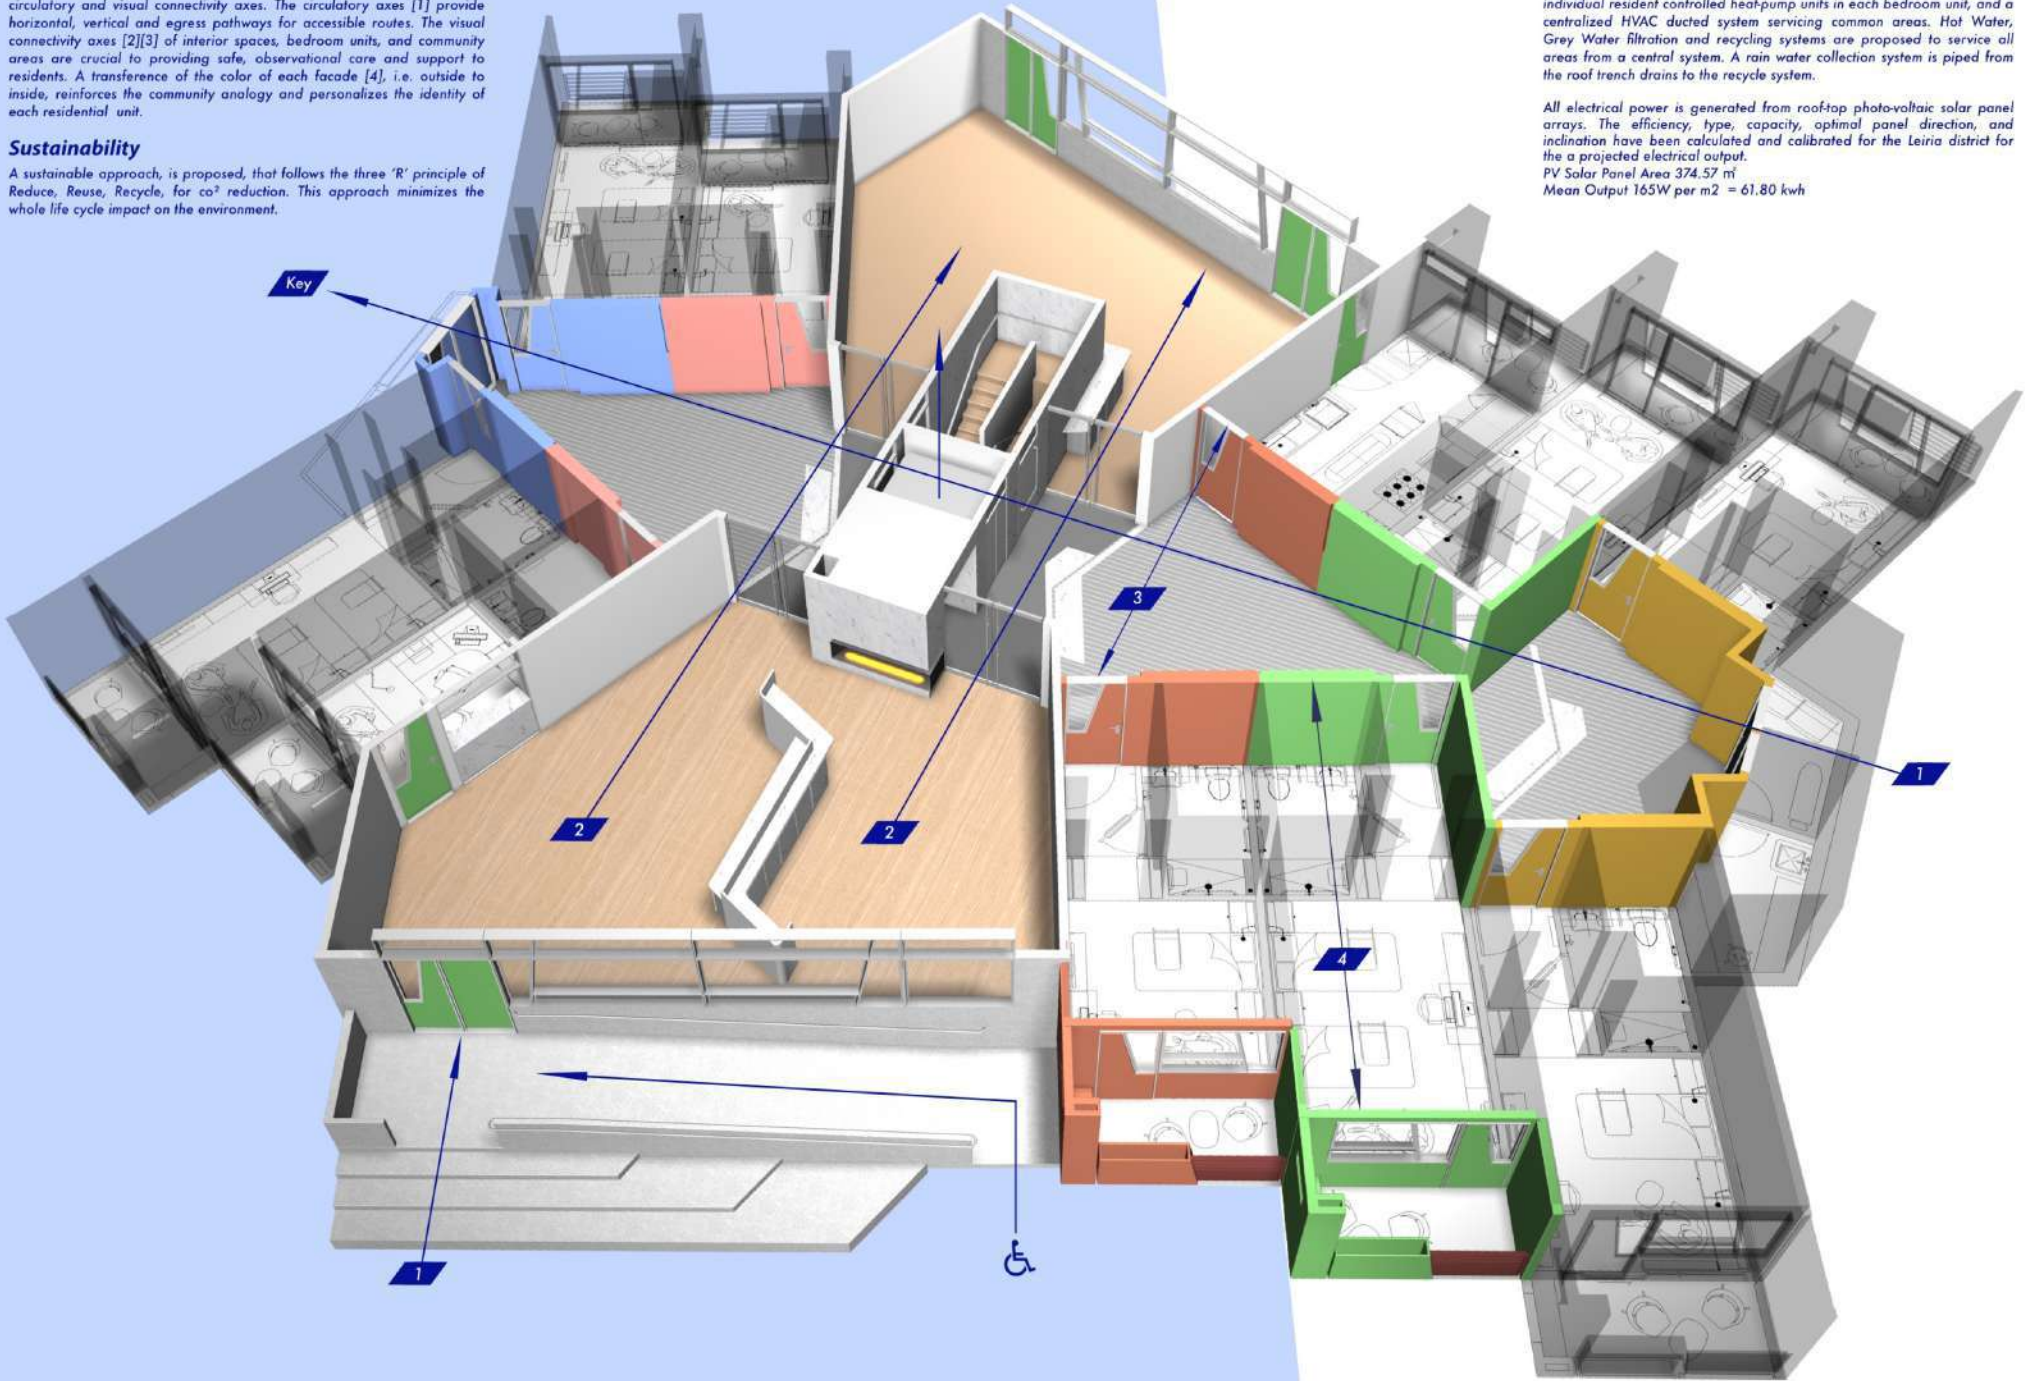 circulatory and visual connectivity axes. The circulatory axes [1] provide
horizontal, vertical and egress pathways for accessible routes. The visual
connectivity axes [2][3] of interior spaces, bedroom units, and community
areas are crucial to providing safe, observational care and support to
residents. A transference of the color of each facade [4], i.e. outside to
inside, reinforces the community analogy and personalizes the identity of
each residential unit.
Sustainability
A sustainable approach, is proposed, that follows the three 'R' principle of
Reduce, Reuse, Recycle, for co² reduction. This approach minimizes the
whole life cycle impact on the environment.
individual resident controlled heat-pump units in each bedroom unit, and a
centralized HVAC ducted system servicing common areas. Hot Water,
Grey Water filtration and recycling systems are proposed to service all
areas from a central system. A rain water collection system is piped from
the roof trench drains to the recycle system.
All electrical power is generated from roof-top photo-voltaic solar panel
arrays. The efficiency, type, capacity, optimal panel direction, and
inclination have been calculated and calibrated for the Leiria district for
the a projected electrical output.
PV Solar Panel Area 374.57 ㎡
Mean Output 165W per m2 = 61.80 kwh
Key
3
1
2
2
4
1